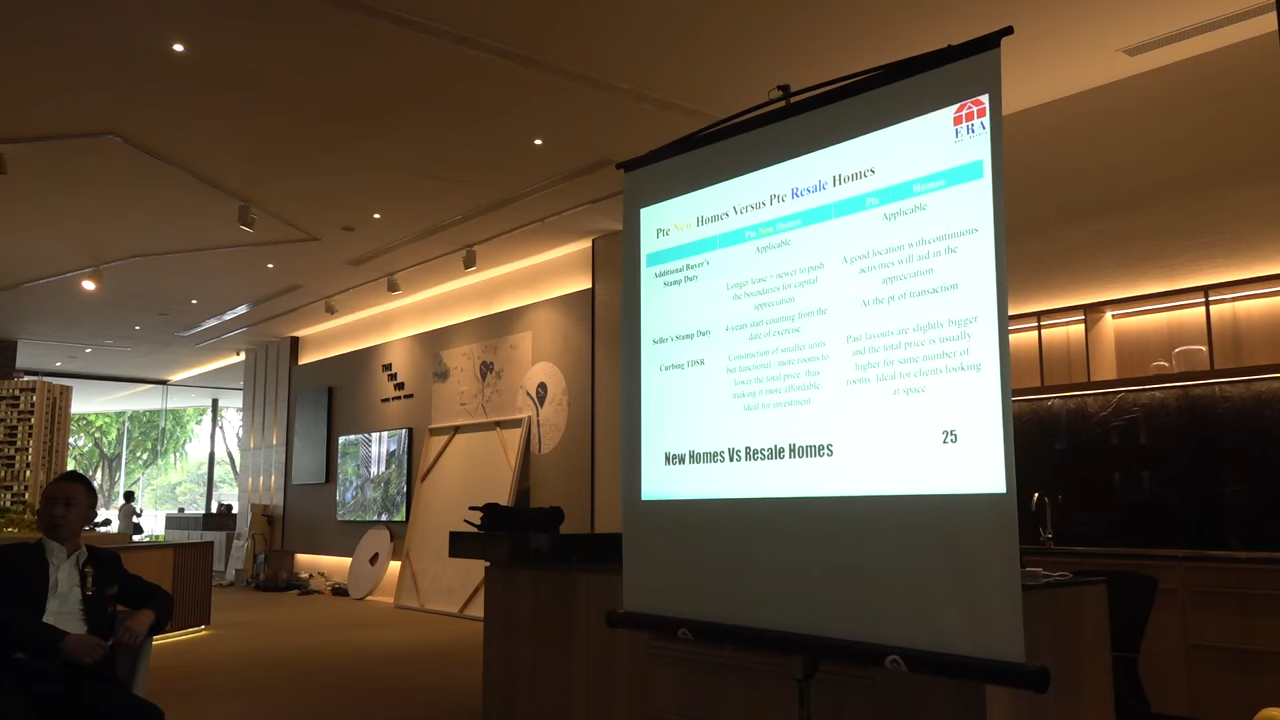 ERA
Pte New Homes Versus Pte Resale Homes
Pte New Homes
Pte Homes
Additional Buyer's
Stamp Duty
Applicable
Applicable
Longer lease + newer to push
the boundaries for capital
appreciation
A good location with continuous
activities will aid in the
appreciation
Seller's Stamp Duty
4-years start counting from the
date of exercise
At the pt of transaction
Curbing TDSR
Construction of smaller units
but functional / more rooms to
lower the total price, thus
making it more affordable.
Ideal for investment
Past layouts are slightly bigger
and the total price is usually
higher for same number of
rooms. Ideal for clients looking
at space.
New Homes Vs Resale Homes
25
THE
TRE
VER